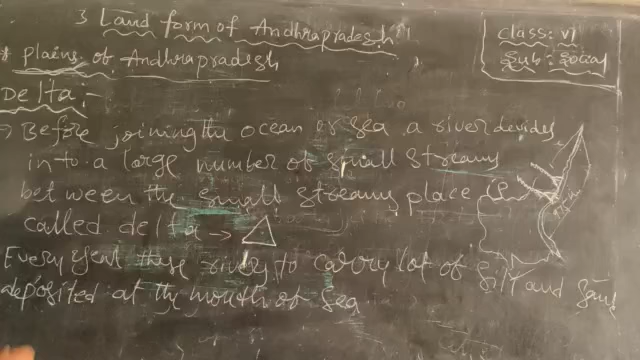 3 Land form of Andhrapradesh
Class: VI
Sub: Social
* Plains of Andhrapradesh
Delta:-
→ Before joining the ocean or sea a river devides
in to a large number of small streams
between the small streams place is
called delta → △
Every year these rivers to carry lot of silt and
deposited at the mouth of sea